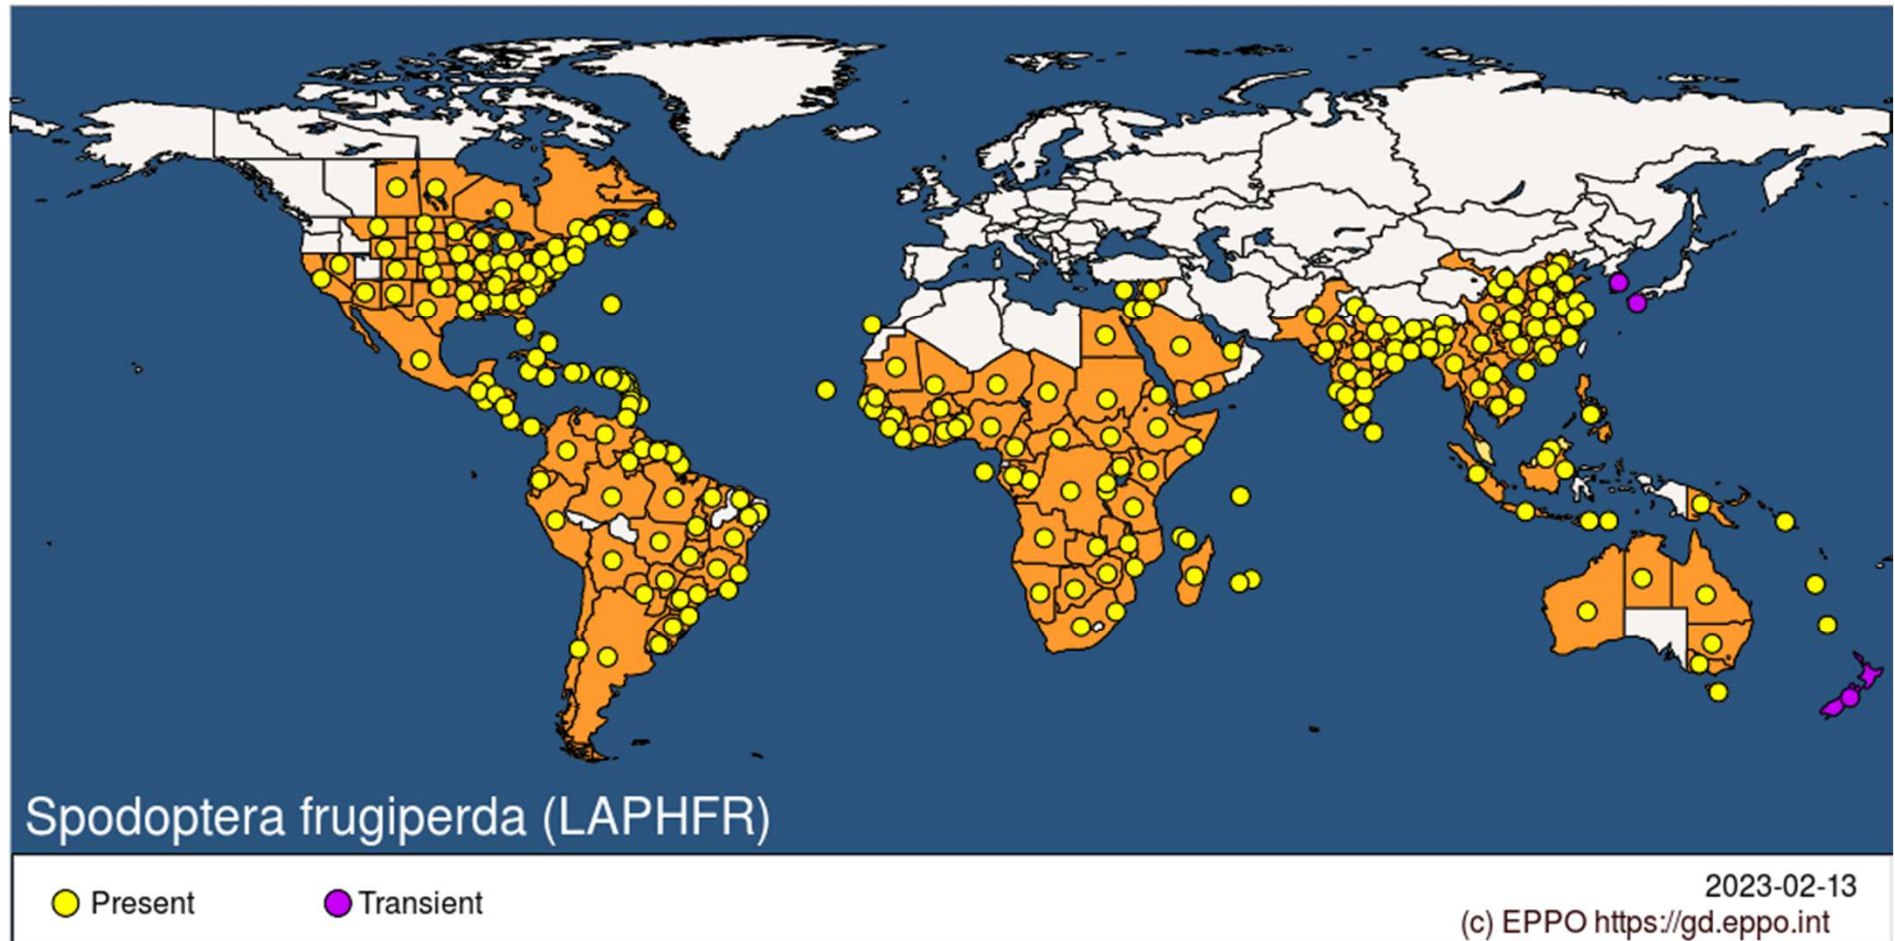 Spodoptera frugiperda (LAPHFR)
Present
Transient
2023-02-13
(c) EPPO https://gd.eppo.int